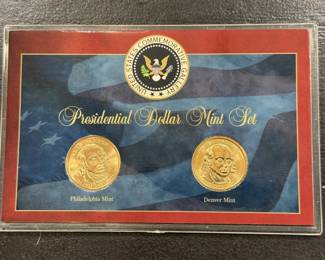 UNITED STATES COMMEMORATIVE GALLERY
Presidential Dollar Mint Set
Philadelphia Mint
Denver Mint